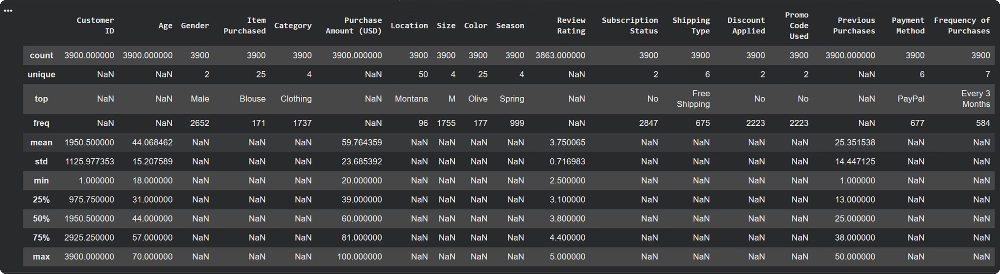 Customer ID Age Gender Item Purchased Category Purchase Amount (USD) Location Size Color Season Review Rating Subscription Status Shipping Type Discount Applied Promo Code Used Previous Purchases Payment Method Frequency of Purchases
count 3900.000000 3900.000000 3900 3900 3900 3900.000000 3900 3900 3900 3900 3863.000000 3900 3900 3900 3900 3900.000000 3900 3900
unique NaN NaN 2 25 4 NaN 50 4 25 4 NaN 2 6 2 2 NaN 6 7
top NaN NaN Male Blouse Clothing NaN Montana M Olive Spring NaN No Free Shipping No No NaN PayPal Every 3 Months
freq NaN NaN 2652 171 1737 NaN 96 1755 177 999 NaN 2847 675 2223 2223 NaN 677 584
mean 1950.500000 44.068462 NaN NaN NaN 59.764359 NaN NaN NaN NaN 3.750065 NaN NaN NaN NaN 25.351538 NaN NaN
std 1125.977353 15.207589 NaN NaN NaN 23.685392 NaN NaN NaN NaN 0.716983 NaN NaN NaN NaN 14.447125 NaN NaN
min 1.000000 18.000000 NaN NaN NaN 20.000000 NaN NaN NaN NaN 2.500000 NaN NaN NaN NaN 1.000000 NaN NaN
25% 975.750000 31.000000 NaN NaN NaN 39.000000 NaN NaN NaN NaN 3.100000 NaN NaN NaN NaN 13.000000 NaN NaN
50% 1950.500000 44.000000 NaN NaN NaN 60.000000 NaN NaN NaN NaN 3.800000 NaN NaN NaN NaN 25.000000 NaN NaN
75% 2925.250000 57.000000 NaN NaN NaN 81.000000 NaN NaN NaN NaN 4.400000 NaN NaN NaN NaN 38.000000 NaN NaN
max 3900.000000 70.000000 NaN NaN NaN 100.000000 NaN NaN NaN NaN 5.000000 NaN NaN NaN NaN 50.000000 NaN NaN